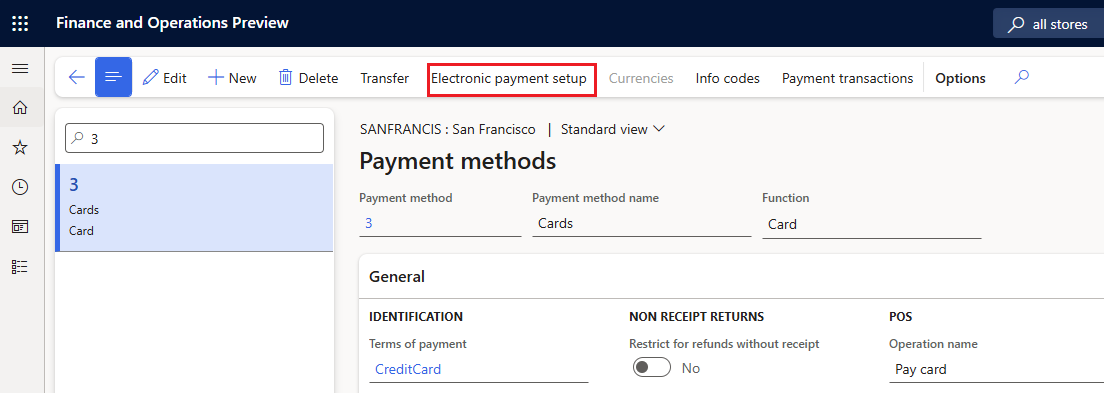 Finance and Operations Preview
all stores
Edit New Delete Transfer Electronic payment setup Currencies Info codes Payment transactions Options
3
3
Cards
Card
SANFRANCIS : San Francisco | Standard view
Payment methods
Payment method Payment method name Function
3 Cards Card
General
IDENTIFICATION NON RECEIPT RETURNS POS
Terms of payment Restrict for refunds without receipt Operation name
CreditCard No Pay card